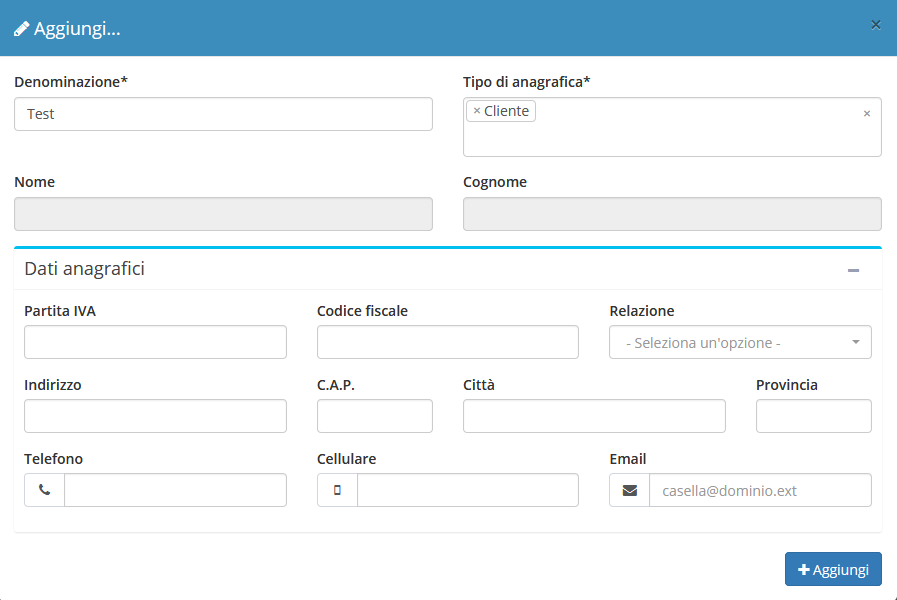 Aggiungi...
×
Denominazione* Tipo di anagrafica*
Test × Cliente ×
Nome Cognome
Dati anagrafici
Partita IVA Codice fiscale Relazione
- Seleziona un'opzione -
Indirizzo C.A.P. Città Provincia
Telefono Cellulare Email
casella@dominio.ext
Aggiungi